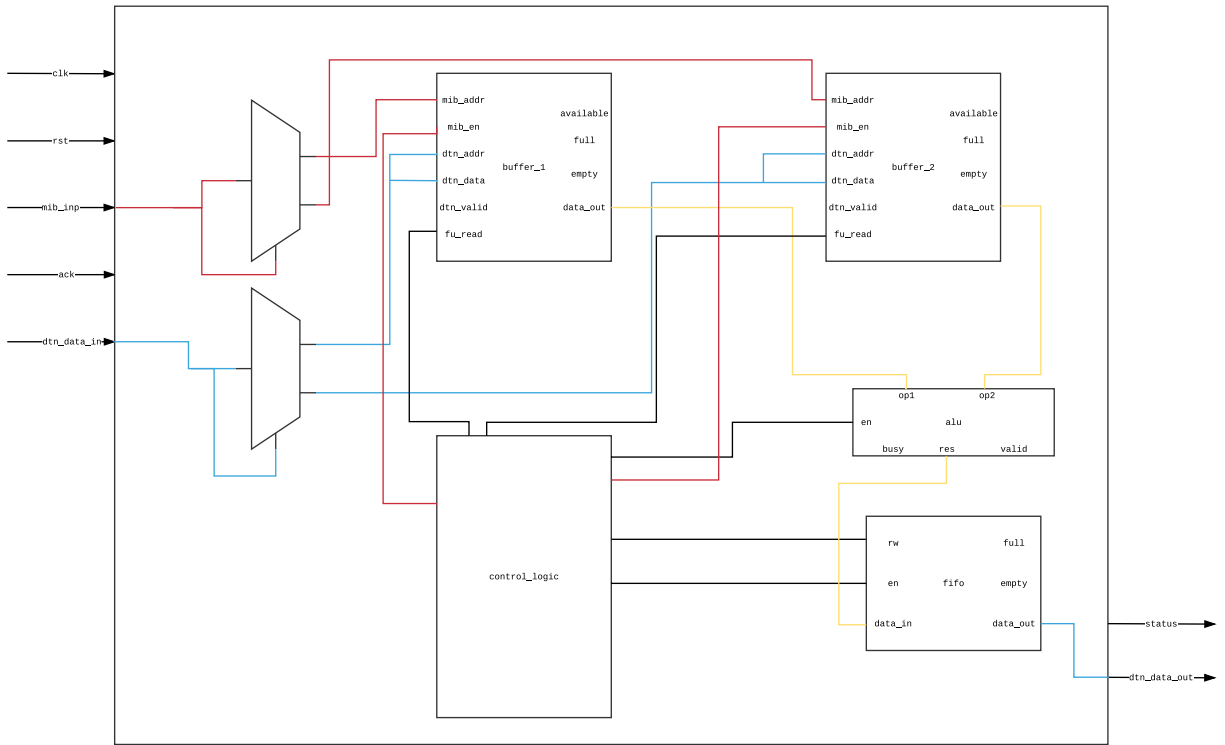 clk
rst
mib_inp
ack
dtn_data_in
mib_addr
mib_en
dtn_addr
dtn_data
dtn_valid
fu_read
buffer_1
available
full
empty
data_out
mib_addr
mib_en
dtn_addr
dtn_data
dtn_valid
fu_read
buffer_2
available
full
empty
data_out
op1
op2
en
alu
busy
res
valid
control_logic
rw
full
en
fifo
empty
data_in
data_out
status
dtn_data_out